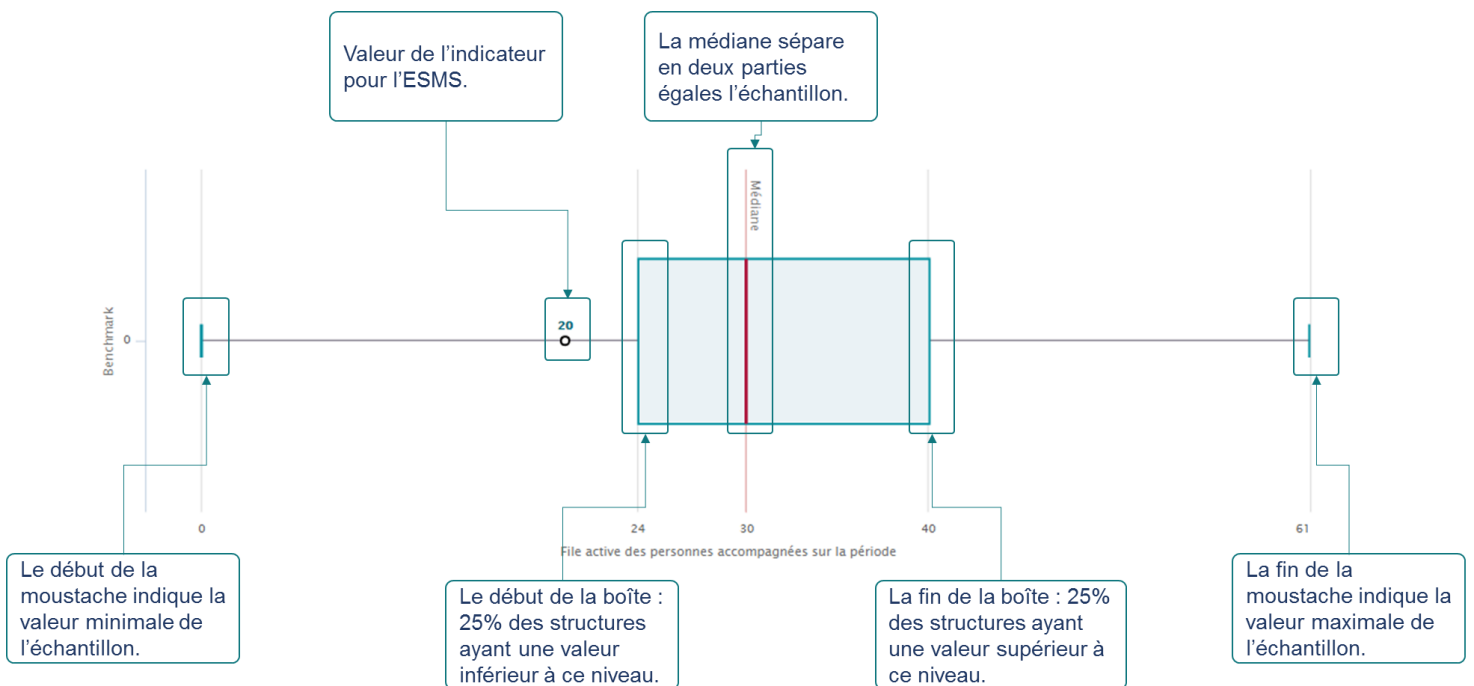 Valeur de l’indicateur
pour l’ESMS.
La médiane sépare
en deux parties
égales l’échantillon.
Médiane
20
Benchmark
0
0
24
30
40
61
File active des personnes accompagnées sur la période
Le début de la
moustache indique la
valeur minimale de
l’échantillon.
Le début de la boîte :
25% des structures
ayant une valeur
inférieur à ce niveau.
La fin de la boîte : 25%
des structures ayant
une valeur supérieur à
ce niveau.
La fin de la
moustache indique la
valeur maximale de
l’échantillon.